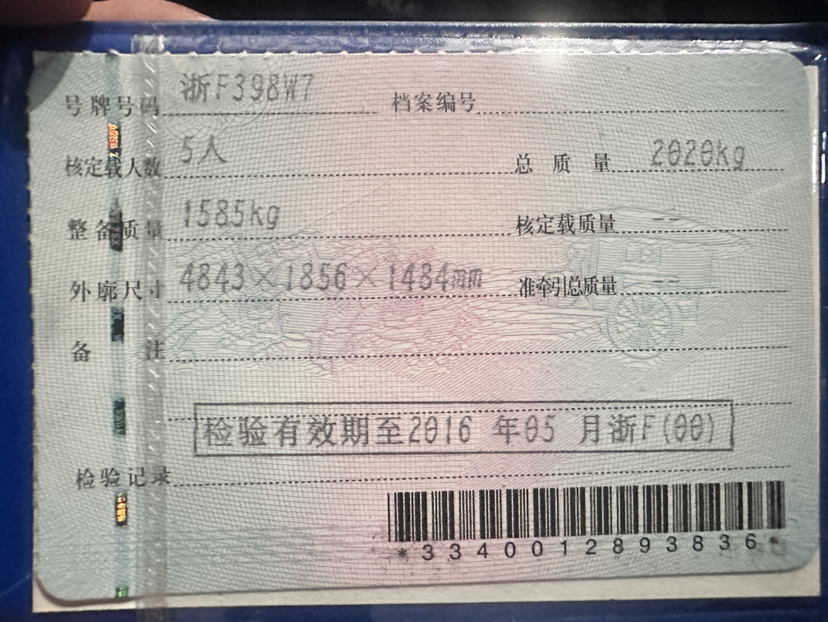 号牌号码 浙F398W7 档案编号
核定载人数 5人 总质量 2020kg
整备质量 1585kg 核定载质量 --
外廓尺寸 4843×1856×1484mm 准牵引总质量 --
备注
检验有效期至2016 年05 月浙F(00)
检验记录
*3340012893836*